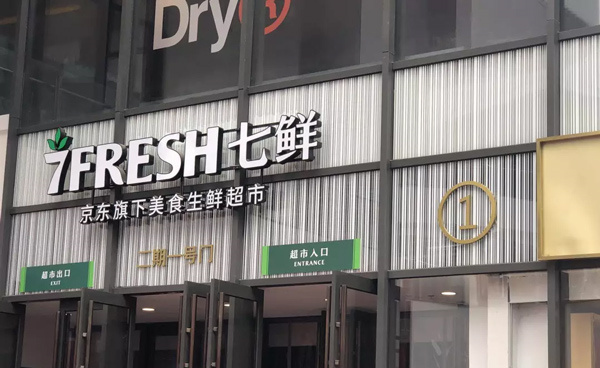 Dry
7FRESH七鲜
京东旗下美食生鲜超市
1
二期一号门
超市出口
EXIT
超市入口
ENTRANCE